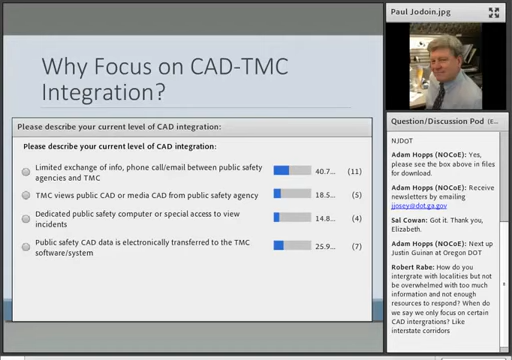 Paul Jodoin.jpg
Why Focus on CAD-TMC
Integration?
Please describe your current level of CAD integration:
Please describe your current level of CAD integration:
Limited exchange of info, phone call/email between public safety
agencies and TMC
40.7... (11)
TMC views public CAD or media CAD from public safety agency
18.5... (5)
Dedicated public safety computer or special access to view
incidents
14.8... (4)
Public safety CAD data is electronically transferred to the TMC
software/system
25.9... (7)
Question/Discussion Pod (E...
NJDOT
Adam Hopps (NOCoE): Yes,
please see the box above in files
for download.
Adam Hopps (NOCoE): Receive
newsletters by emailing
jjosey@dot.ga.gov
Sal Cowan: Got it. Thank you,
Elizabeth.
Adam Hopps (NOCoE): Next up
Justin Guinan at Oregon DOT
Robert Rabe: How do you
intergrate with localities but not
be overwhelmed with too much
information and not enough
resources to respond? When do
we say we only focus on certain
CAD intergrations? Like
interstate corridors